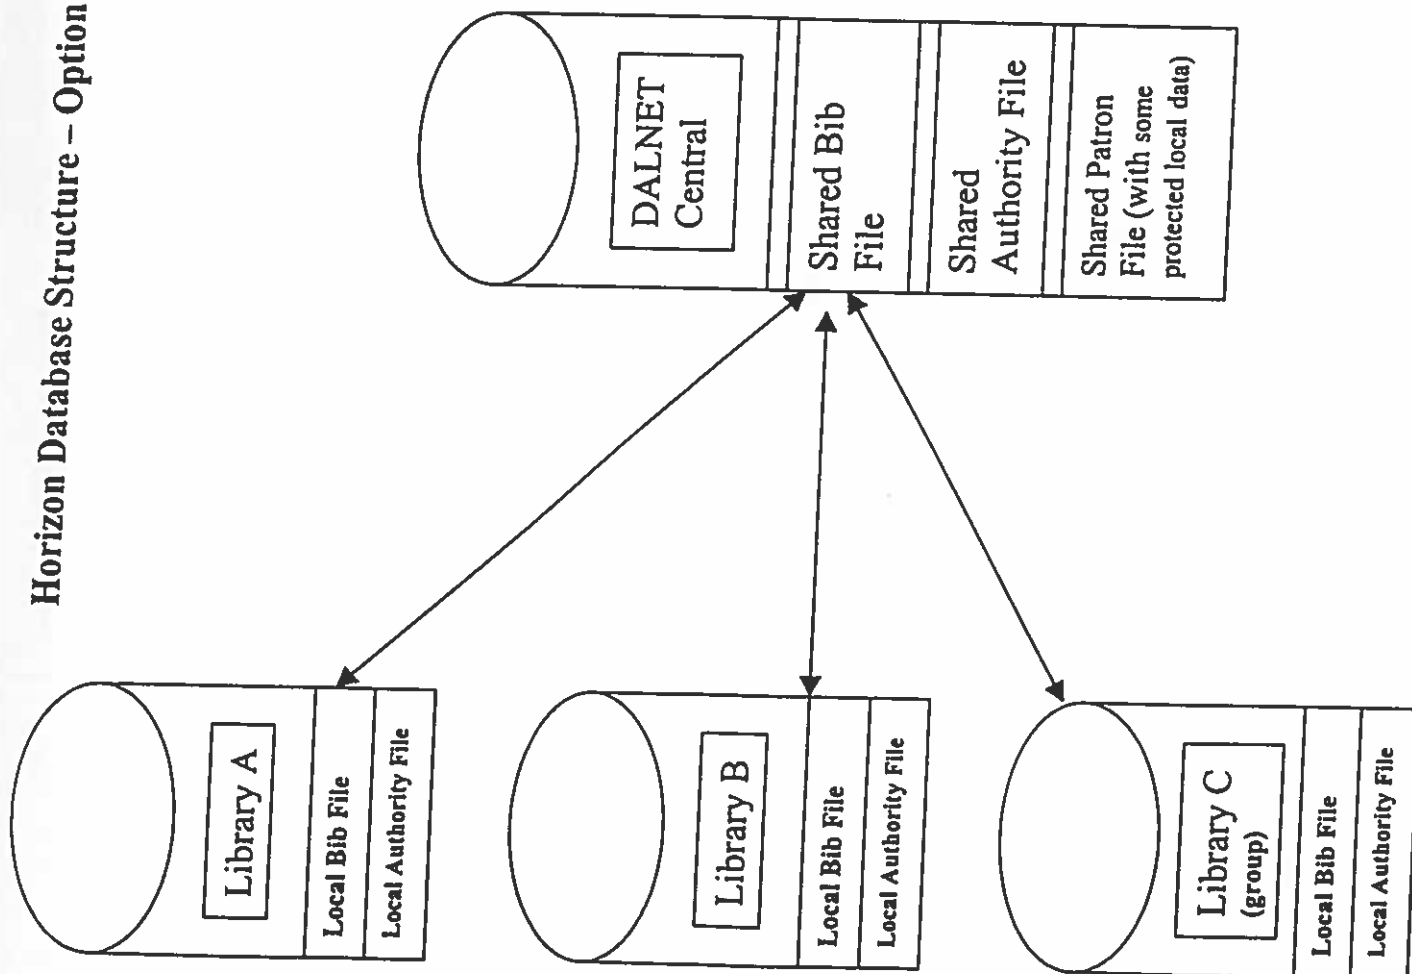 Horizon Database Structure – Option
DALNET
Central
Shared Bib
File
Shared
Authority File
Shared Patron
File (with some
protected local data)
Library A
Local Bib File
Local Authority File
Library B
Local Bib File
Local Authority File
Library C
(group)
Local Bib File
Local Authority File